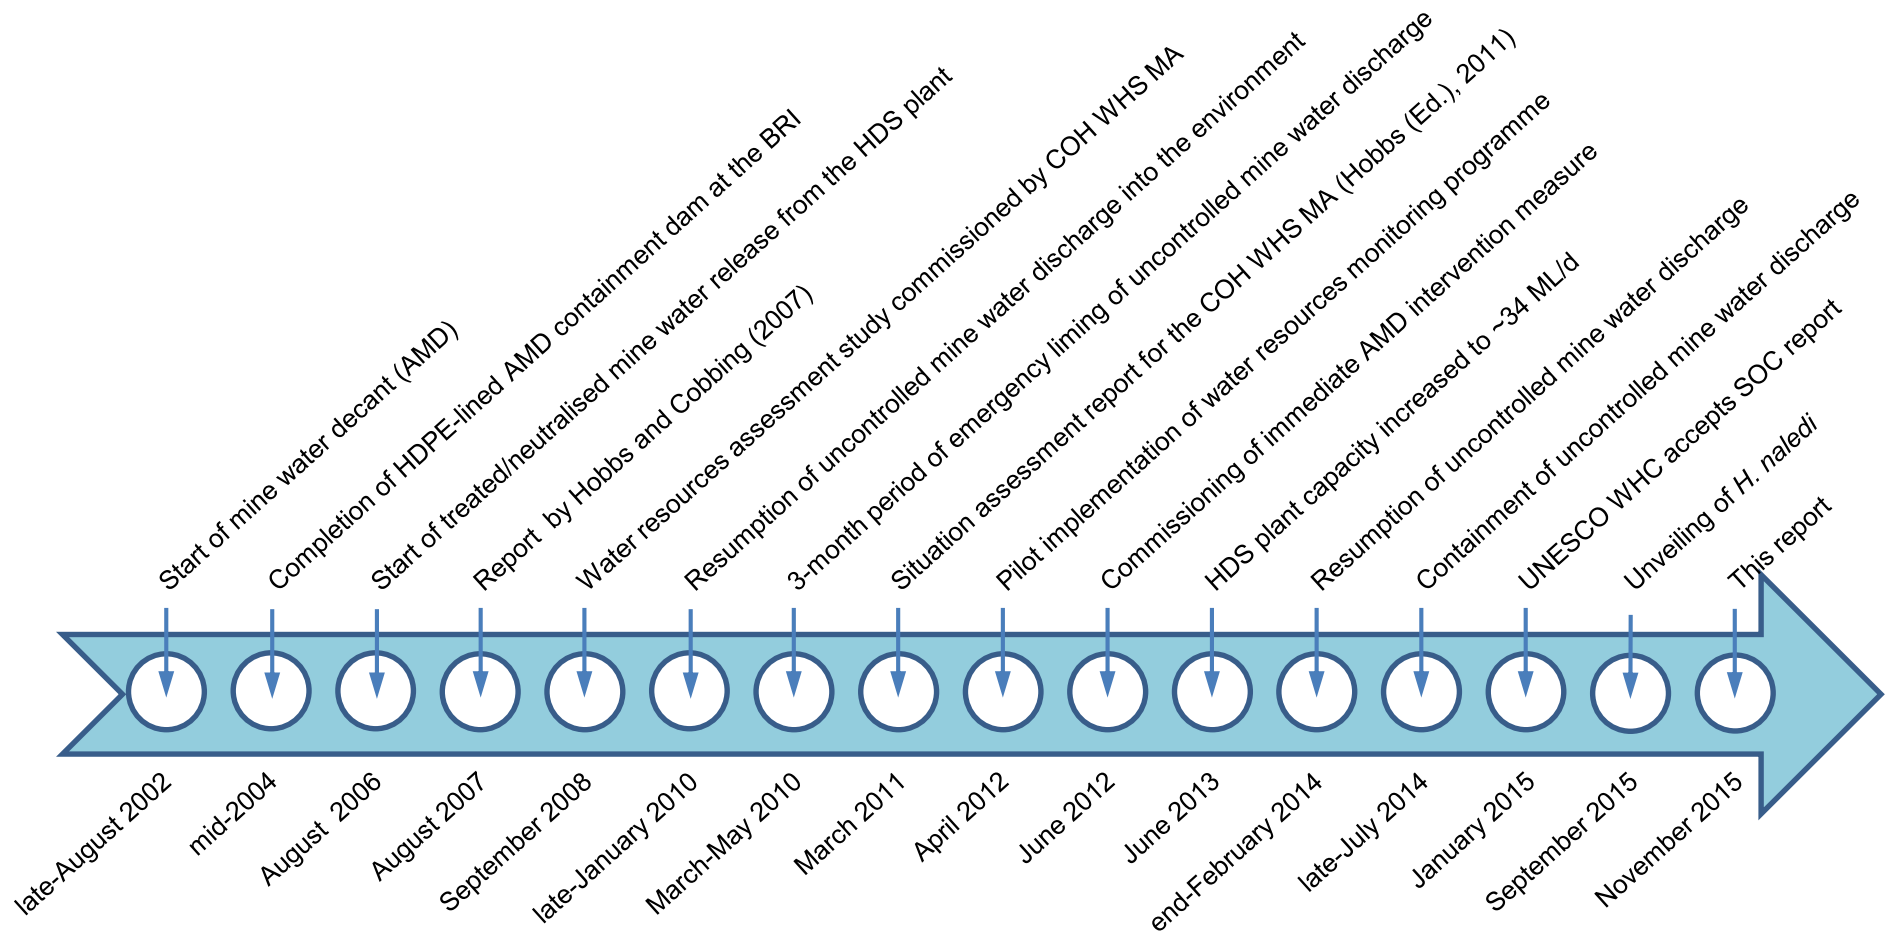 Start of mine water decant (AMD)
Completion of HDPE-lined AMD containment dam at the BRI
Start of treated/neutralised mine water release from the HDS plant
Report  by Hobbs and Cobbing (2007)
Water resources assessment study commissioned by COH WHS MA
Resumption of uncontrolled mine water discharge into the environment
3-month period of emergency liming of uncontrolled mine water discharge
Situation assessment report for the COH WHS MA (Hobbs (Ed.), 2011)
Pilot implementation of water resources monitoring programme
Commissioning of immediate AMD intervention measure
HDS plant capacity increased to ~34 ML/d
Resumption of uncontrolled mine water discharge
Containment of uncontrolled mine water discharge
UNESCO WHC accepts SOC report
Unveiling of H. naledi
This report
late-August 2002
mid-2004
August  2006
August 2007
September 2008
late-January 2010
March-May 2010
March 2011
April 2012
June 2012
June 2013
end-February 2014
late-July 2014
January 2015
September 2015
November 2015